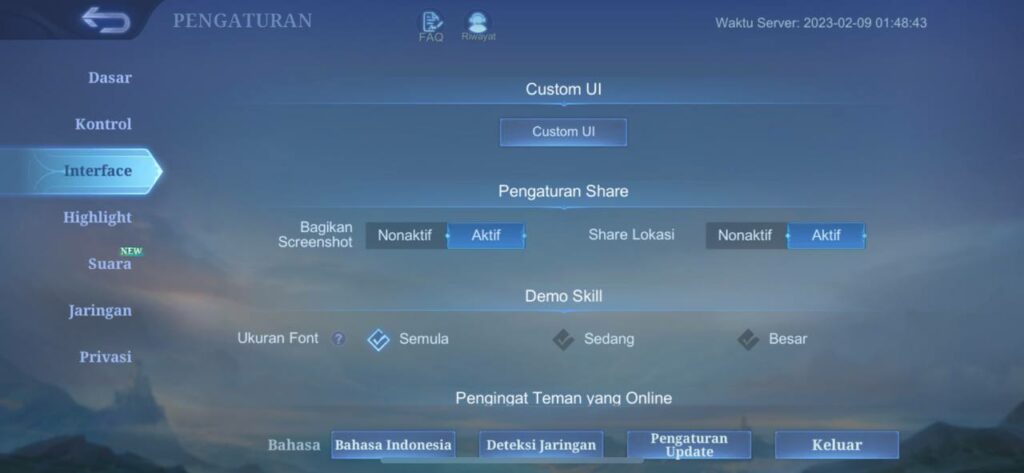 PENGATURAN
FAQ
Riwayat
Waktu Server: 2023-02-09 01:48:43
Dasar
Kontrol
Interface
Highlight
NEW
Suara
Jaringan
Privasi
Custom UI
Custom UI
Pengaturan Share
Bagikan
Screenshot
Nonaktif
Aktif
Share Lokasi
Nonaktif
Aktif
Demo Skill
Ukuran Font ?
Semula
Sedang
Besar
Pengingat Teman yang Online
Bahasa
Bahasa Indonesia
Deteksi Jaringan
Pengaturan
Update
Keluar